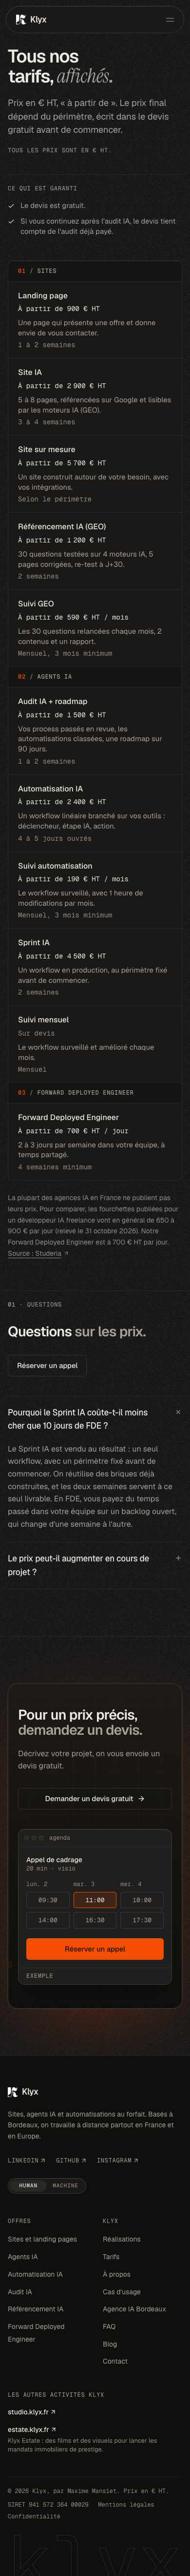 Klyx
Tous nos
tarifs, affichés.
Prix en € HT, « à partir de ». Le prix final
dépend du périmètre, écrit dans le devis
gratuit avant de commencer.
TOUS LES PRIX SONT EN € HT.
CE QUI EST GARANTI
Le devis est gratuit.
Si vous continuez après l'audit IA, le devis tient
compte de l'audit déjà payé.
01 / SITES
Landing page
À partir de 900 € HT
Une page qui présente une offre et donne
envie de vous contacter.
1 à 2 semaines
Site IA
À partir de 2 900 € HT
5 à 8 pages, référencées sur Google et lisibles
par les moteurs IA (GEO).
3 à 4 semaines
Site sur mesure
À partir de 5 700 € HT
Un site construit autour de votre besoin, avec
vos intégrations.
Selon le périmètre
Référencement IA (GEO)
À partir de 1 200 € HT
30 questions testées sur 4 moteurs IA, 5
pages corrigées, re-test à J+30.
2 semaines
Suivi GEO
À partir de 590 € HT / mois
Les 30 questions relancées chaque mois, 2
contenus et un rapport.
Mensuel, 3 mois minimum
02 / AGENTS IA
Audit IA + roadmap
À partir de 1 500 € HT
Vos process passés en revue, les
automatisations classées, une roadmap sur
90 jours.
1 à 2 semaines
Automatisation IA
À partir de 2 400 € HT
Un workflow linéaire branché sur vos outils :
déclencheur, étape IA, action.
4 à 5 jours ouvrés
Suivi automatisation
À partir de 190 € HT / mois
Le workflow surveillé, avec 1 heure de
modifications par mois.
Mensuel, 3 mois minimum
Sprint IA
À partir de 4 500 € HT
Un workflow en production, au périmètre fixé
avant de commencer.
2 semaines
Suivi mensuel
Sur devis
Le workflow surveillé et amélioré chaque
mois.
Mensuel
03 / FORWARD DEPLOYED ENGINEER
Forward Deployed Engineer
À partir de 700 € HT / jour
2 à 3 jours par semaine dans votre équipe, à
temps partagé.
4 semaines minimum
La plupart des agences IA en France ne publient pas
leurs prix. Pour comparer, les fourchettes publiées pour
un développeur IA freelance vont en général de 650 à
900 € par jour (relevé le 31 octobre 2026). Notre
Forward Deployed Engineer est à 700 € HT par jour.
Source : Studeria ↗
01 · QUESTIONS
Questions sur les prix.
Réserver un appel
Pourquoi le Sprint IA coûte-t-il moins
cher que 10 jours de FDE ?
Le Sprint IA est vendu au résultat : un seul
workflow, avec un périmètre fixé avant de
commencer. On réutilise des briques déjà
construites, et les deux semaines servent à ce
seul livrable. En FDE, vous payez du temps
passé dans votre équipe sur un backlog ouvert,
qui change d'une semaine à l'autre.
Le prix peut-il augmenter en cours de
projet ?
Pour un prix précis,
demandez un devis.
Décrivez votre projet, on vous envoie un
devis gratuit.
Demander un devis gratuit →
agenda
Appel de cadrage
20 min · visio
lun. 2 mar. 3 mer. 4
09:30 11:00 10:00
14:00 16:30 17:30
Réserver un appel
EXEMPLE
Klyx
Sites, agents IA et automatisations au forfait. Basés à
Bordeaux, on travaille à distance partout en France et
en Europe.
LINKEDIN ↗ GITHUB ↗ INSTAGRAM ↗
HUMAN MACHINE
OFFRES
Sites et landing pages
Agents IA
Automatisation IA
Audit IA
Référencement IA
Forward Deployed
Engineer
KLYX
Réalisations
Tarifs
À propos
Cas d'usage
Agence IA Bordeaux
FAQ
Blog
Contact
LES AUTRES ACTIVITÉS KLYX
studio.klyx.fr ↗
estate.klyx.fr ↗
Klyx Estate : des films et des visuels pour lancer les
mandats immobiliers de prestige.
© 2026 Klyx, par Maxime Mansiet. Prix en € HT.
SIRET 941 572 364 00029 Mentions légales
Confidentialité
klyx